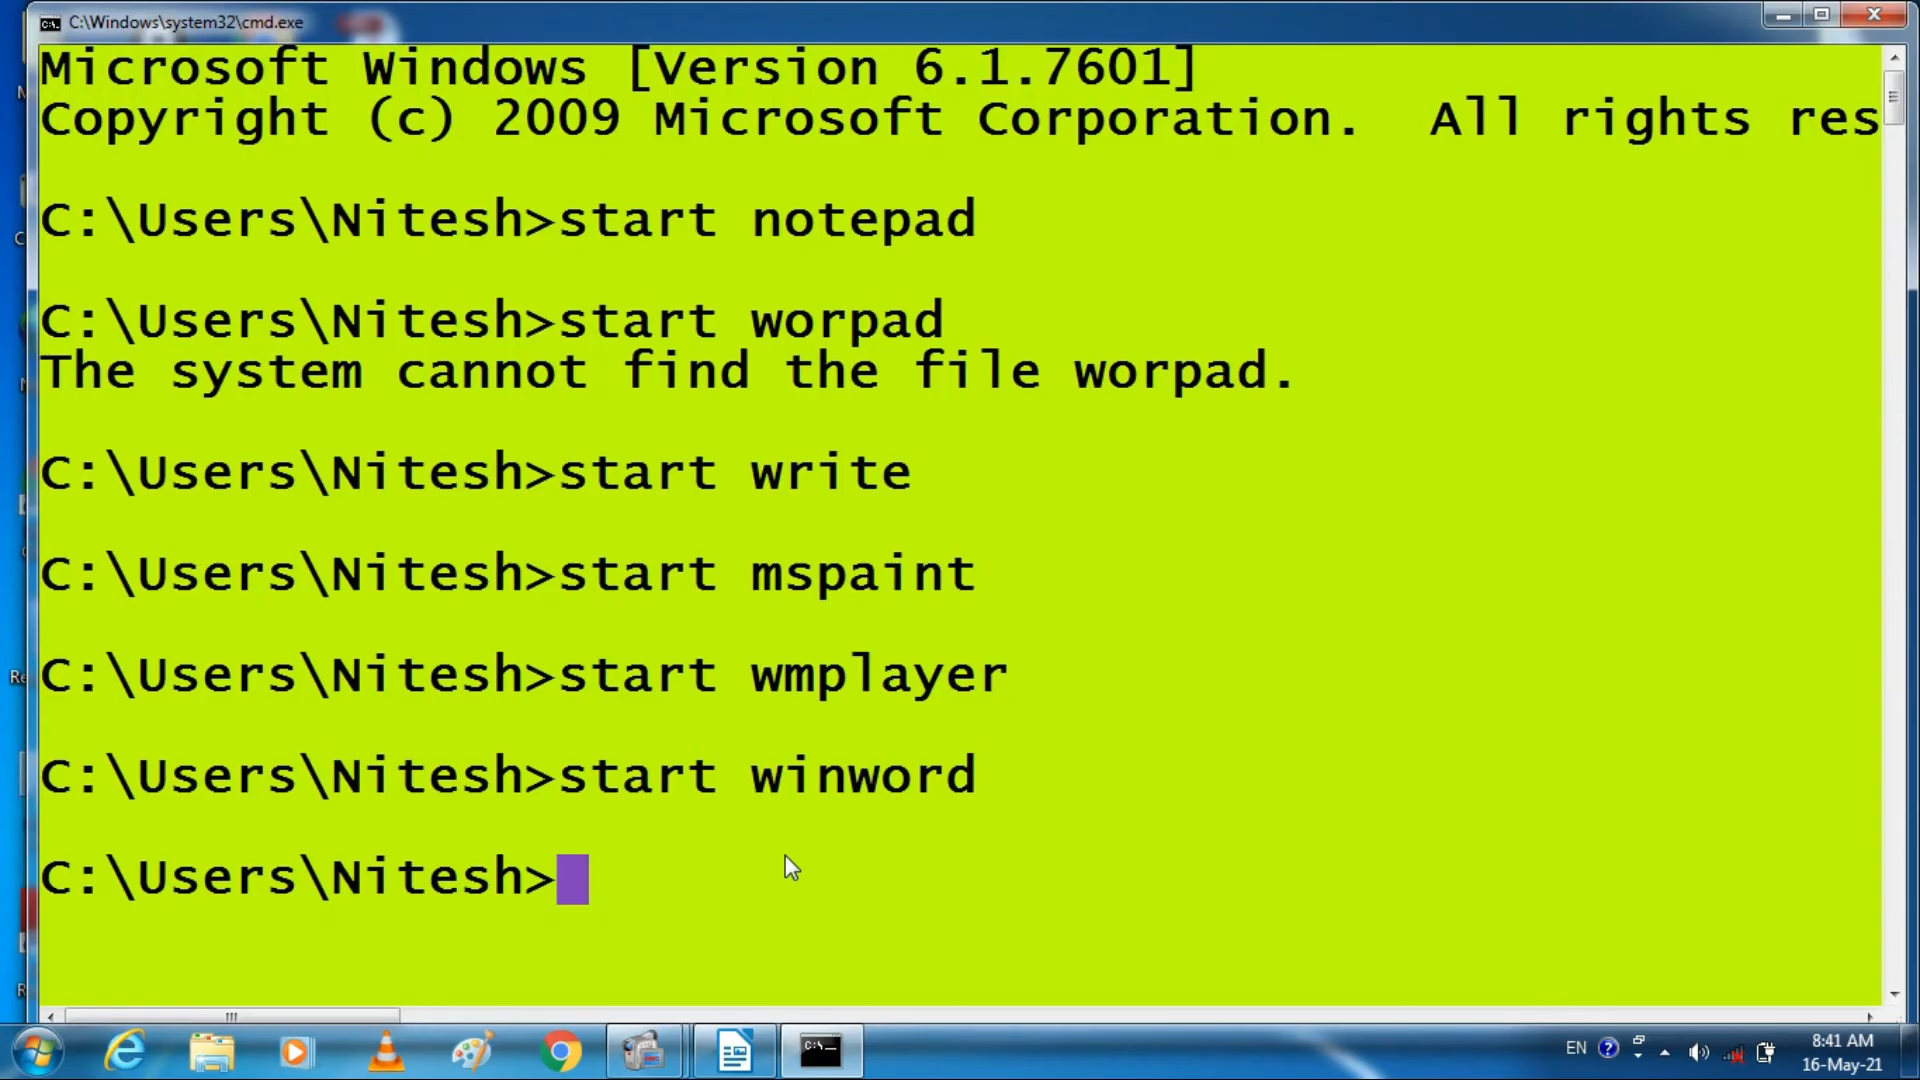 C:\Windows\system32\cmd.exe
Microsoft Windows [Version 6.1.7601]
Copyright (c) 2009 Microsoft Corporation.  All rights res
C:\Users\Nitesh>start notepad
C:\Users\Nitesh>start worpad
The system cannot find the file worpad.
C:\Users\Nitesh>start write
C:\Users\Nitesh>start mspaint
C:\Users\Nitesh>start wmplayer
C:\Users\Nitesh>start winword
C:\Users\Nitesh>
EN
8:41 AM
16-May-21